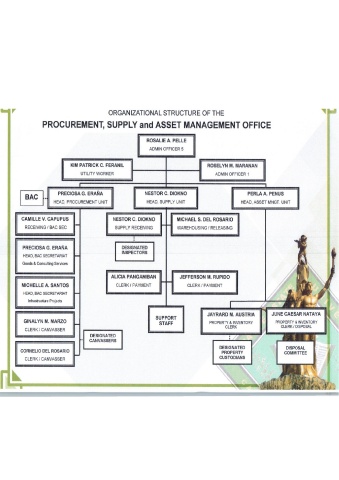 ORGANIZATIONAL STRUCTURE OF THE
PROCUREMENT, SUPPLY and ASSET MANAGEMENT OFFICE
ROSALIE A. PELLE
ADMIN OFFICER 5
KIM PATRICK C. FERANIL
UTILITY WORKER
ROSELYN M. MARANAN
ADMIN OFFICER 1
BAC
PRECIOSA G. ERAÑA
HEAD, PROCUREMENT UNIT
NESTOR C. DIOKNO
HEAD, SUPPLY UNIT
PERLA A. PENUS
HEAD, ASSET MNGT. UNIT
CAMILLE V. CAPUPUS
RECEIVING / BAC SEC
NESTOR C. DIOKNO
SUPPLY RECEIVING
MICHAEL S. DEL ROSARIO
WAREHOUSING / RELEASING
PRECIOSA G. ERAÑA
HEAD, BAC SECRETARIAT
Goods & Consulting Services
DESIGNATED
INSPECTORS
MICHELLE A. SANTOS
HEAD, BAC SECRETARIAT
Infrastructure Projects
ALICIA PANGANIBAN
CLERK / PAYMENT
JEFFERSON M. RUPIDO
CLERK / PAYMENT
GINALYN M. MARZO
CLERK / CANVASSER
DESIGNATED
CANVASSERS
SUPPORT
STAFF
JAYRARD M. AUSTRIA
PROPERTY & INVENTORY
CLERK
JUNE CAESAR NATAYA
PROPERTY & INVENTORY
CLERK / DISPOSAL
CORNELIO DEL ROSARIO
CLERK / CANVASSER
DESIGNATED
PROPERTY
CUSTODIANS
DISPOSAL
COMMITTEE